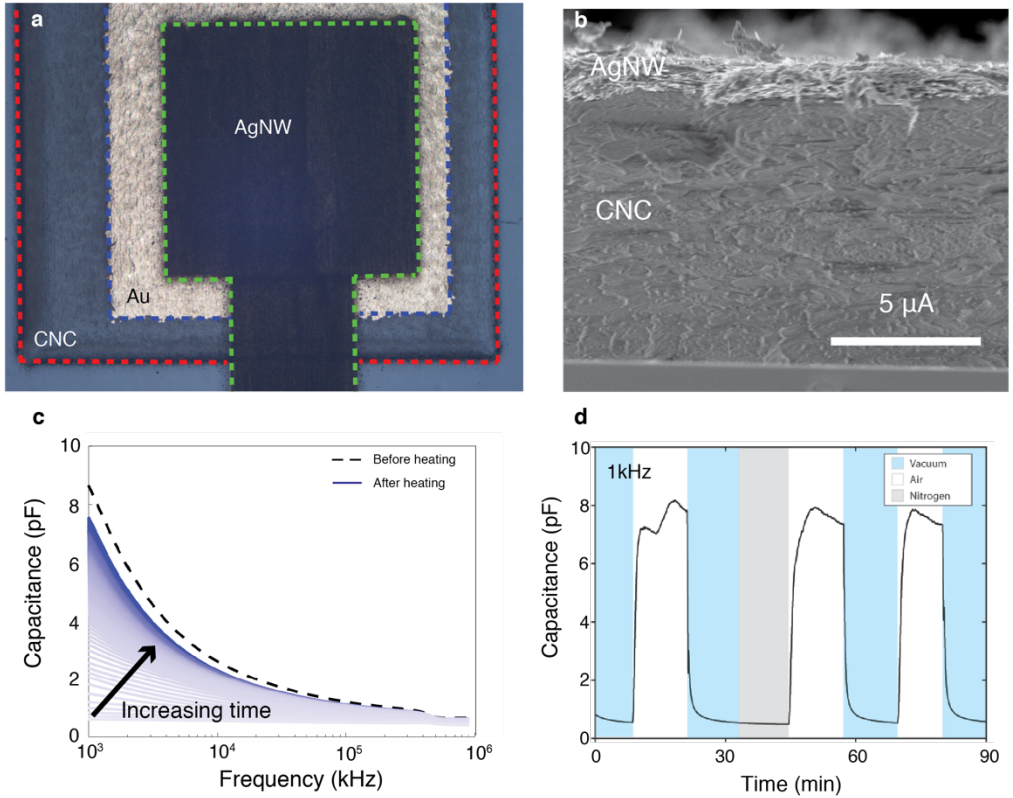 a
AgNW
Au
CNC
b
AgNW
CNC
5 µA
c
10
8
6
4
2
0
Capacitance (pF)
Before heating
After heating
Increasing time
10³
10⁴
10⁵
10⁶
Frequency (kHz)
d
10
8
6
4
2
0
Capacitance (pF)
1kHz
Vacuum
Air
Nitrogen
0
30
60
90
Time (min)